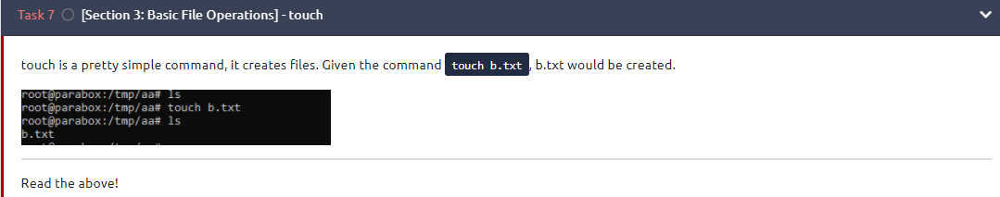 Task 7 [Section 3: Basic File Operations] - touch
touch is a pretty simple command, it creates files. Given the command touch b.txt, b.txt would be created.
root@parabox:/tmp/aa# ls
root@parabox:/tmp/aa# touch b.txt
root@parabox:/tmp/aa# ls
b.txt
Read the above!